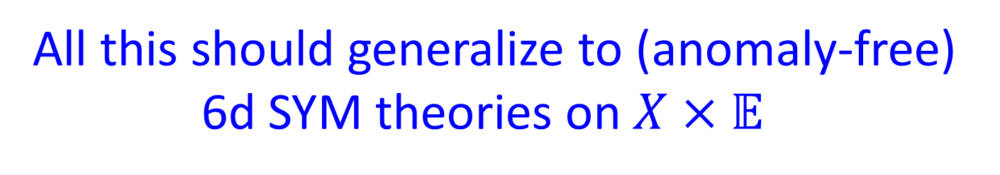 All this should generalize to (anomaly-free)
6d SYM theories on 𝑋 × 𝔼